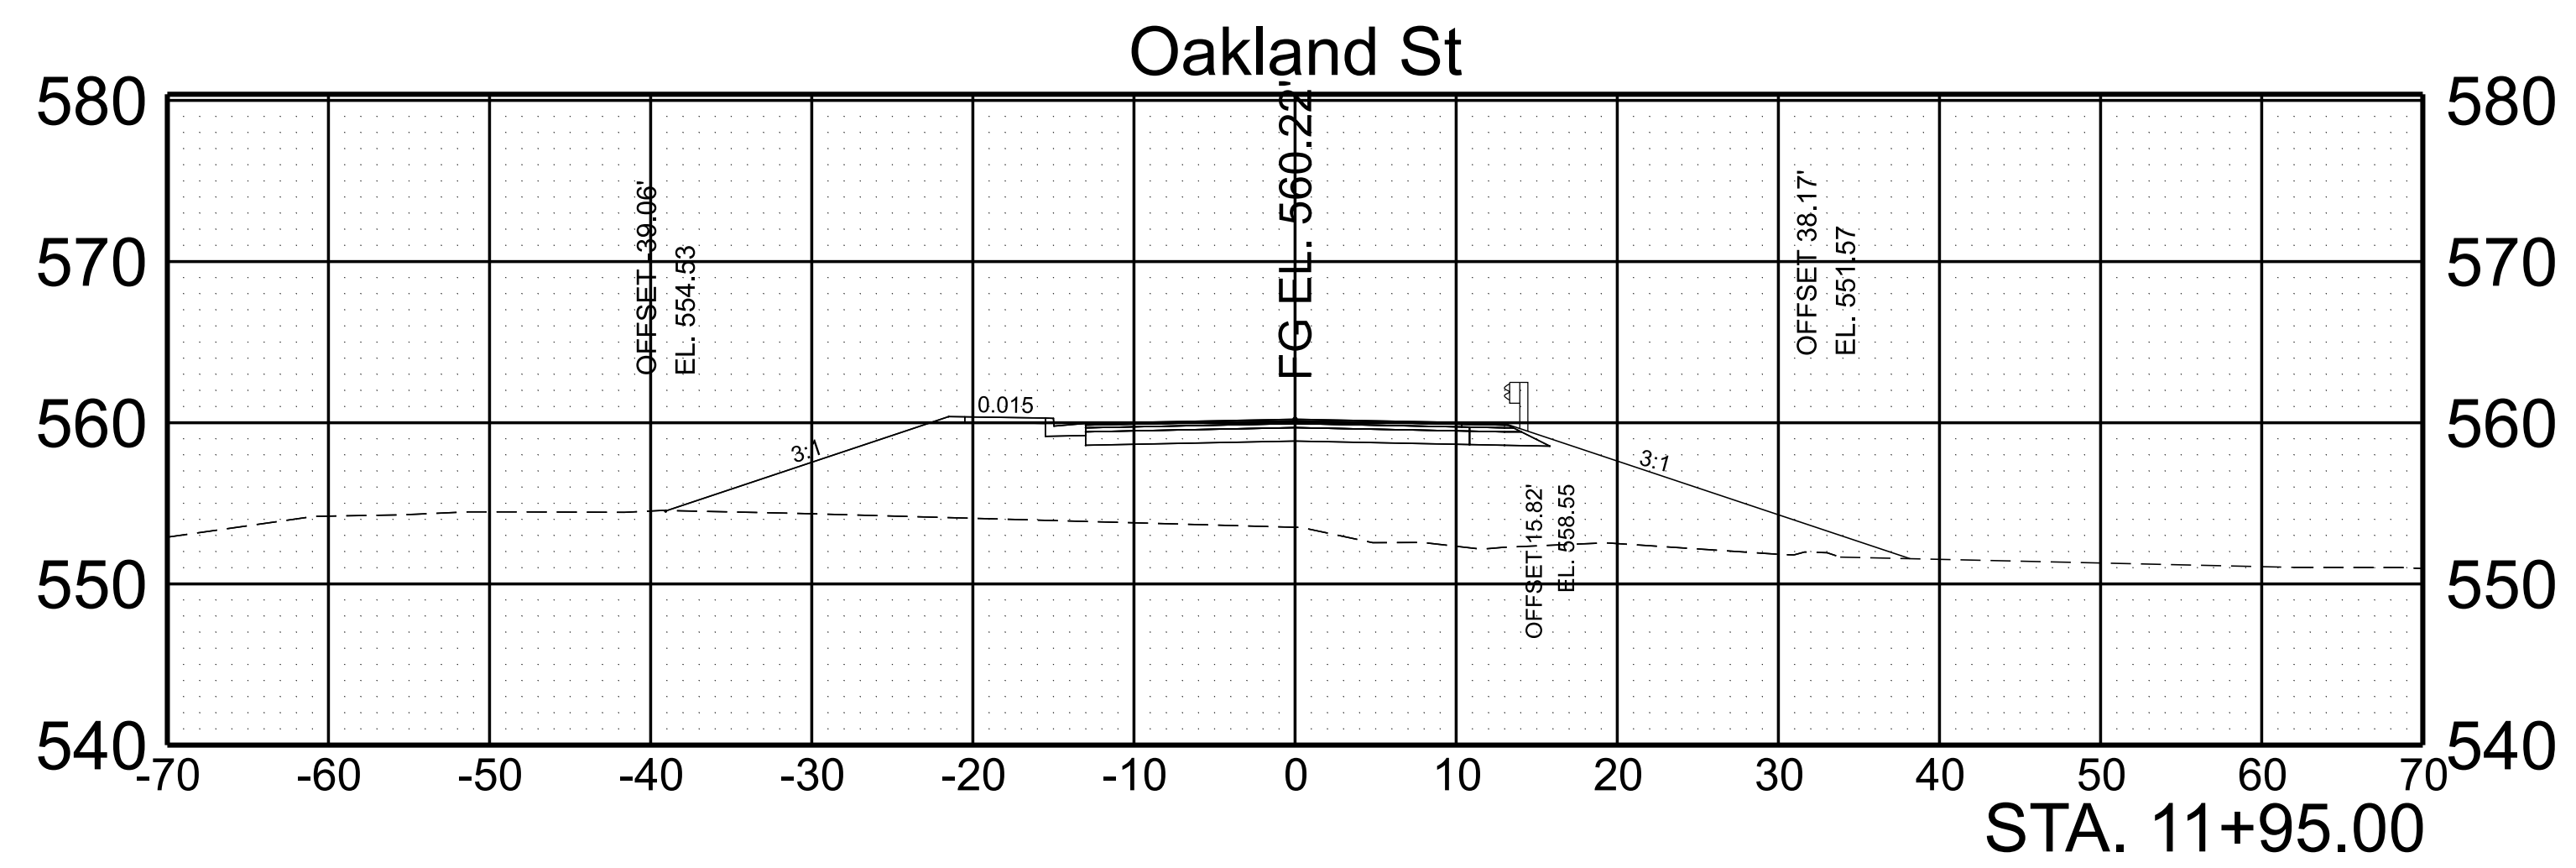 Oakland St
580
580
FG EL. 560.22'
OFFSET -39.06'
EL. 554.53
OFFSET 38.17'
EL. 551.57
570
570
0.015
560
560
3:1
3:1
OFFSET 15.82'
EL. 558.55
550
550
540
540
-70 -60 -50 -40 -30 -20 -10 0 10 20 30 40 50 60 70
STA. 11+95.00